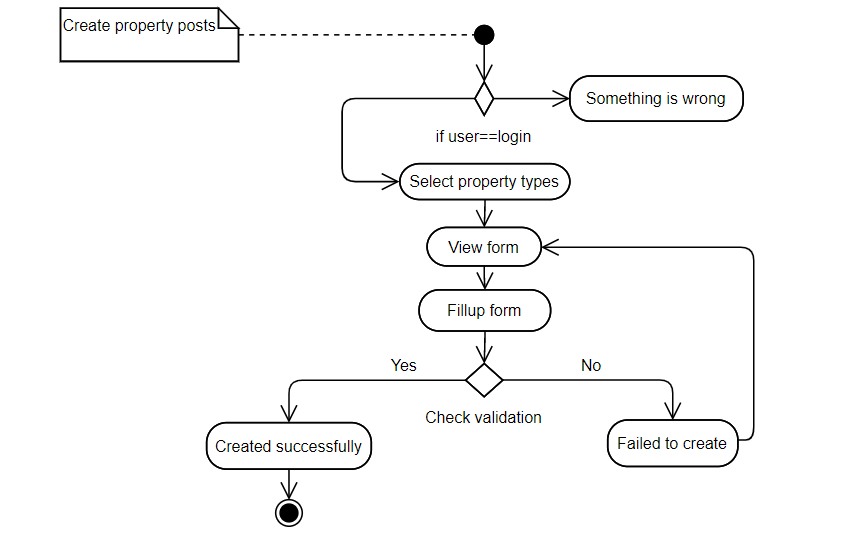 Create property posts
Something is wrong
if user==login
Select property types
View form
Fillup form
Yes
No
Check validation
Created successfully
Failed to create